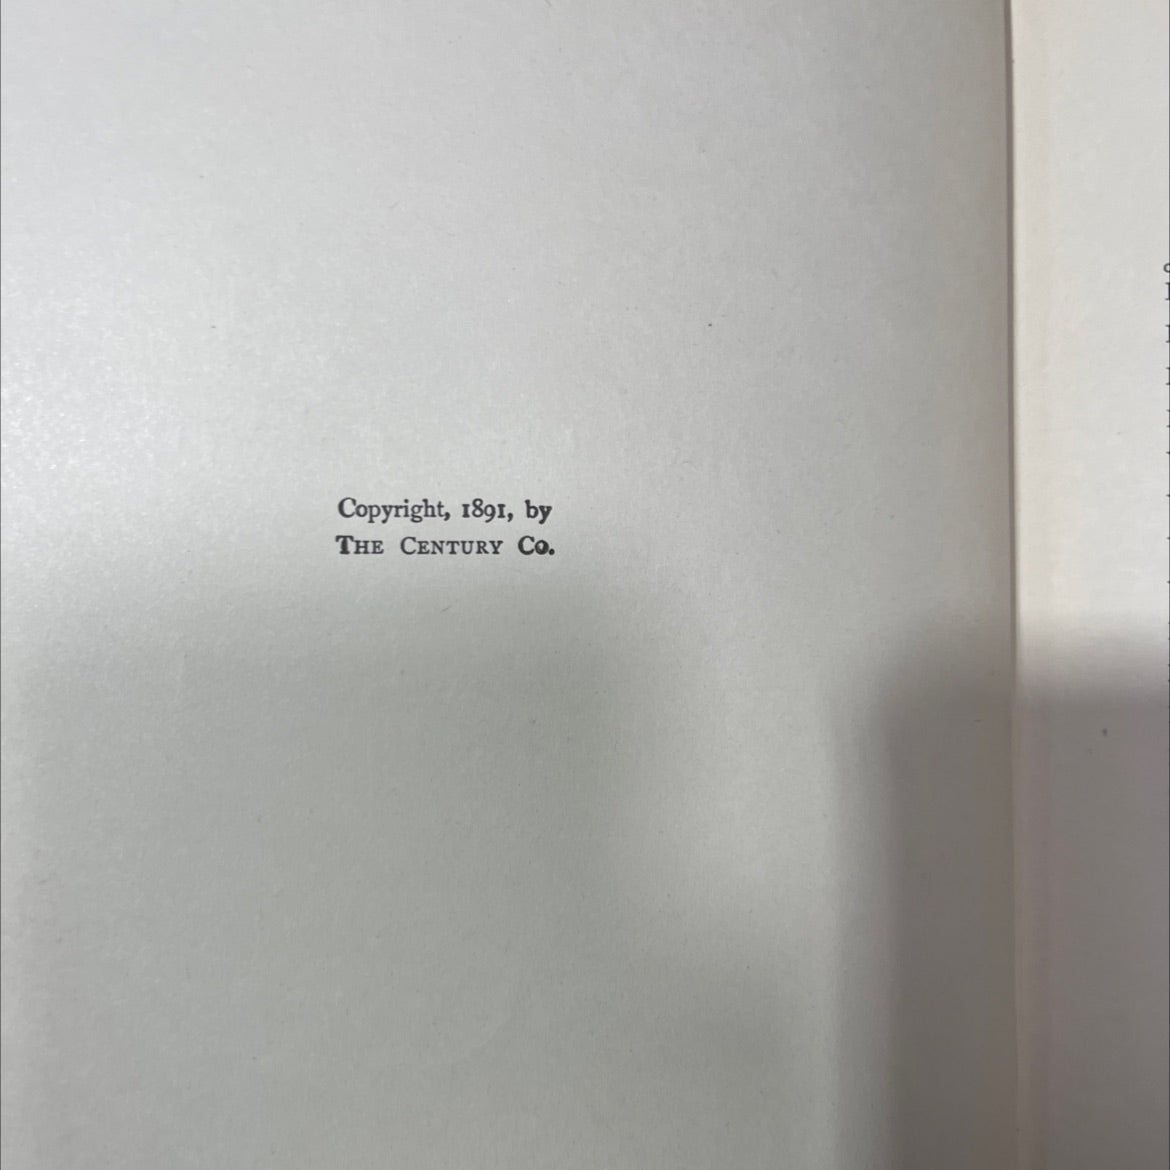 Copyright, 1891, by
THE CENTURY CO.